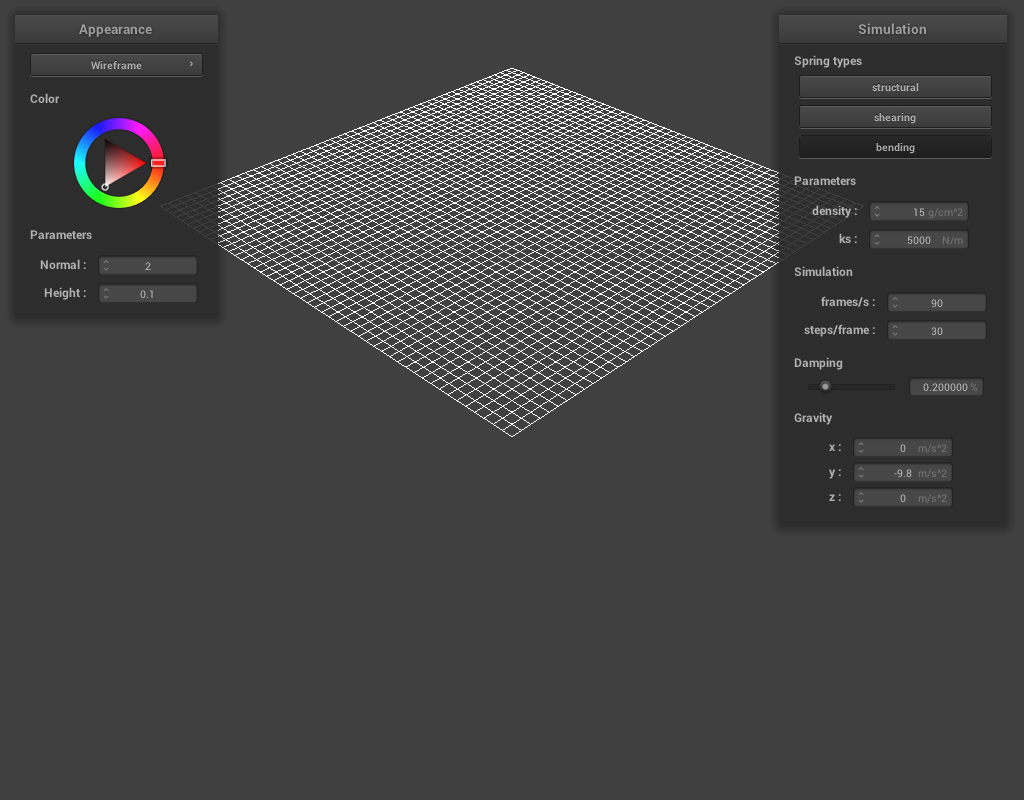 Appearance
Wireframe
Color
Parameters
Normal : 2
Height : 0.1
Simulation
Spring types
structural
shearing
bending
Parameters
density : 15 g/cm^2
ks : 5000 N/m
Simulation
frames/s : 90
steps/frame : 30
Damping
0.200000 %
Gravity
x : 0 m/s^2
y : -9.8 m/s^2
z : 0 m/s^2